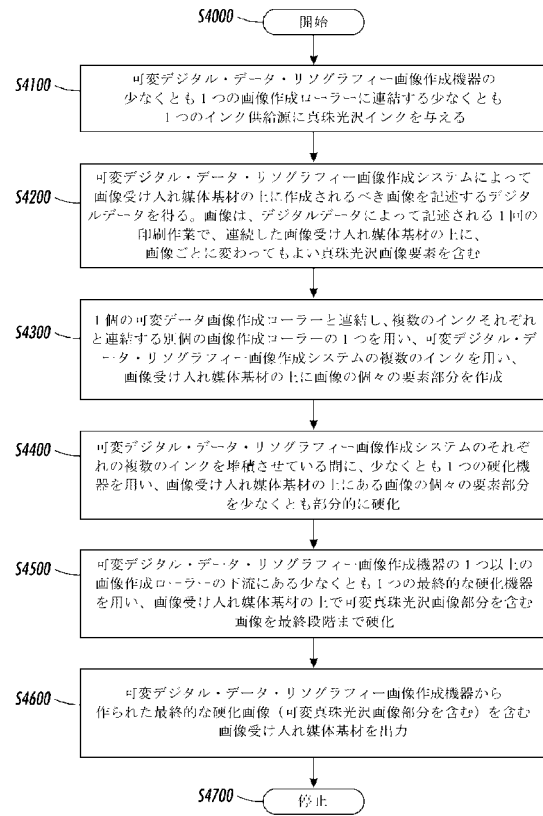 S4000
開始
S4100
可変デジタル・データ・リソグラフィー画像作成機器の
少なくとも1つの画像作成ローラーに連結する少なくとも
1つのインク供給源に真珠光沢インクを与える
S4200
可変デジタル・データ・リソグラフィー画像作成システムによって
画像受け入れ媒体基材の上に作成されるべき画像を記述するデジタ
ルデータを得る。画像は、デジタルデータによって記述される1回の
印刷作業で、連続した画像受け入れ媒体基材の上に、
画像ごとに変わってもよい真珠光沢画像要素を含む
S4300
1個の可変データ画像作成ローラーと連結し、複数のインクそれぞれ
と連結する別個の画像作成ローラーの1つを用い、可変デジタル・デ
ータ・リソグラフィー画像作成システムの複数のインクを用い、
画像受け入れ媒体基材の上に画像の個々の要素部分を作成
S4400
可変デジタル・データ・リソグラフィー画像作成システムのそれぞ
れの複数のインクを堆積させている間に、少なくとも1つの硬化機
器を用い、画像受け入れ媒体基材の上にある画像の個々の要素部分
を少なくとも部分的に硬化
S4500
可変デジタル・データ・リソグラフィー画像作成機器の1つ以上の
画像作成ローラーの下流にある少なくとも1つの最終的な硬化機器
を用い、画像受け入れ媒体基材の上で可変真珠光沢画像部分を含む
画像を最終段階まで硬化
S4600
可変デジタル・データ・リソグラフィー画像作成機器から
作られた最終的な硬化画像（可変真珠光沢画像部分を含む）を含む
画像受け入れ媒体基材を出力
S4700
停止